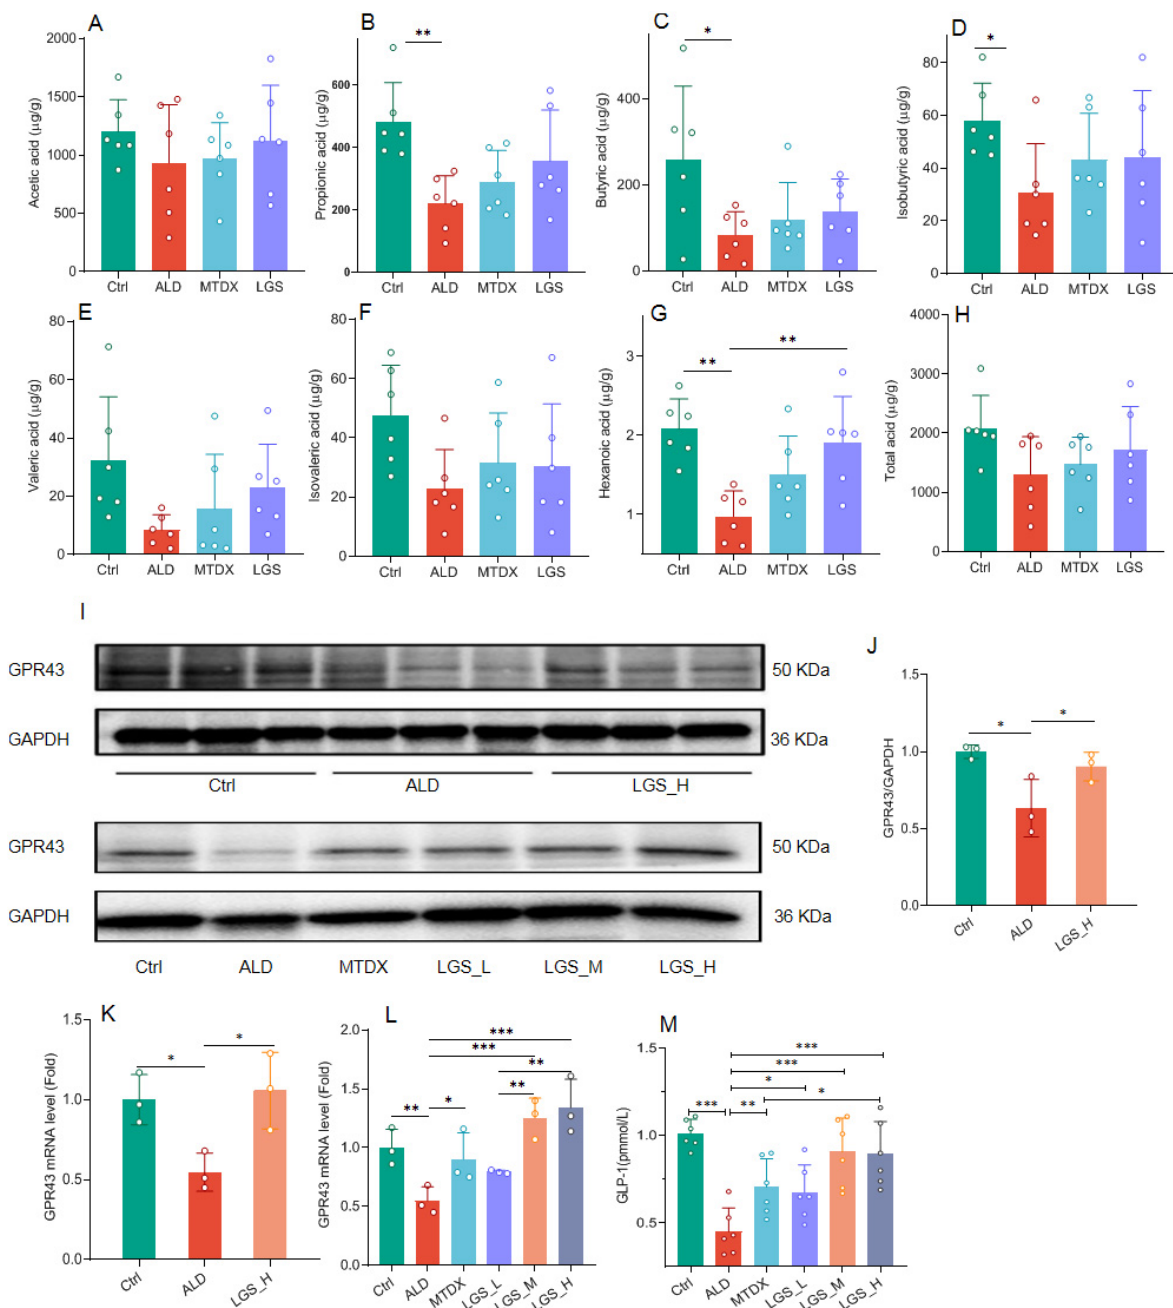 A
Acetic acid (µg/g)
2000
1500
1000
500
0
Ctrl ALD MTDX LGS
B
**
Propionic acid (µg/g)
600
400
200
0
Ctrl ALD MTDX LGS
C
*
Butyric acid (µg/g)
400
200
0
Ctrl ALD MTDX LGS
D
*
Isobutyric acid (µg/g)
80
60
40
20
0
Ctrl ALD MTDX LGS
E
Valeric acid (µg/g)
80
60
40
20
0
Ctrl ALD MTDX LGS
F
Isovaleric acid (µg/g)
80
60
40
20
0
Ctrl ALD MTDX LGS
G
**
**
Hexanoic acid (µg/g)
3
2
1
Ctrl ALD MTDX LGS
H
Total acid (µg/g)
4000
3000
2000
1000
0
Ctrl ALD MTDX LGS
I
GPR43 50 KDa
GAPDH 36 KDa
Ctrl ALD LGS_H
GPR43 50 KDa
GAPDH 36 KDa
Ctrl ALD MTDX LGS_L LGS_M LGS_H
J
* *
GPR43/GAPDH
1.5
1.0
0.5
0.0
Ctrl ALD LGS_H
K
* *
GPR43 mRNA level (Fold)
1.5
1.0
0.5
0.0
Ctrl ALD LGS_H
L
***
***
**
** * **
GPR43 mRNA level (Fold)
2.0
1.5
1.0
0.5
0.0
Ctrl ALD MTDX LGS_L LGS_M LGS_H
M
***
***
*
*** ** *
GLP-1(pmmol/L)
1.5
1.0
0.5
Ctrl ALD MTDX LGS_L LGS_M LGS_H